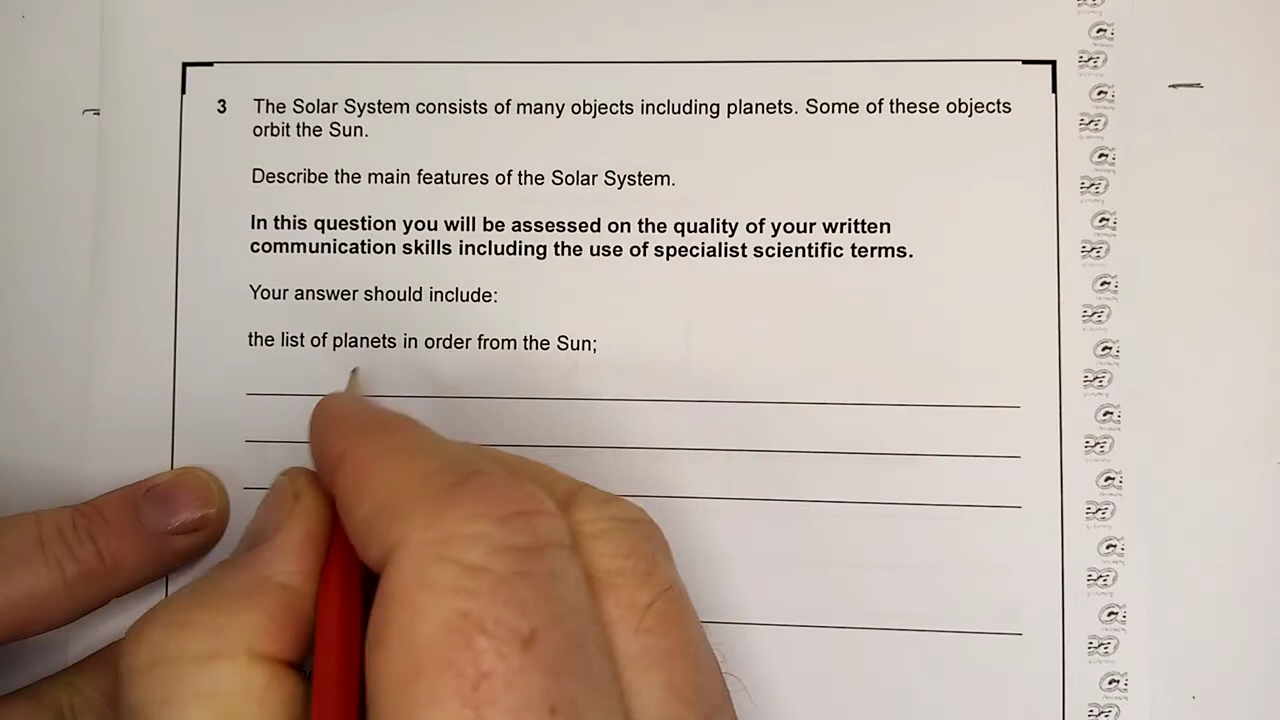 3 The Solar System consists of many objects including planets. Some of these objects
orbit the Sun.
Describe the main features of the Solar System.
In this question you will be assessed on the quality of your written
communication skills including the use of specialist scientific terms.
Your answer should include:
the list of planets in order from the Sun;